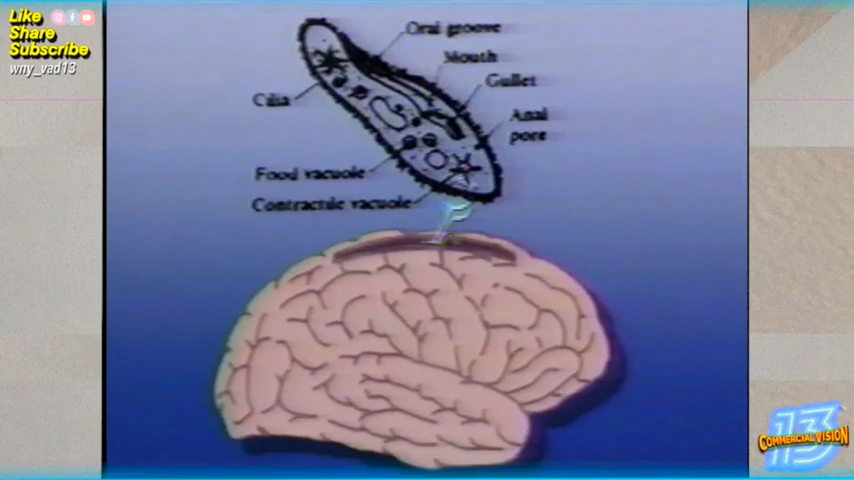 Like
Share
Subscribe
wny_vad13
Oral groove
Mouth
Gullet
Cilia
Anal
pore
Food vacuole
Contractile vacuole
13
COMMERCIAL VISION